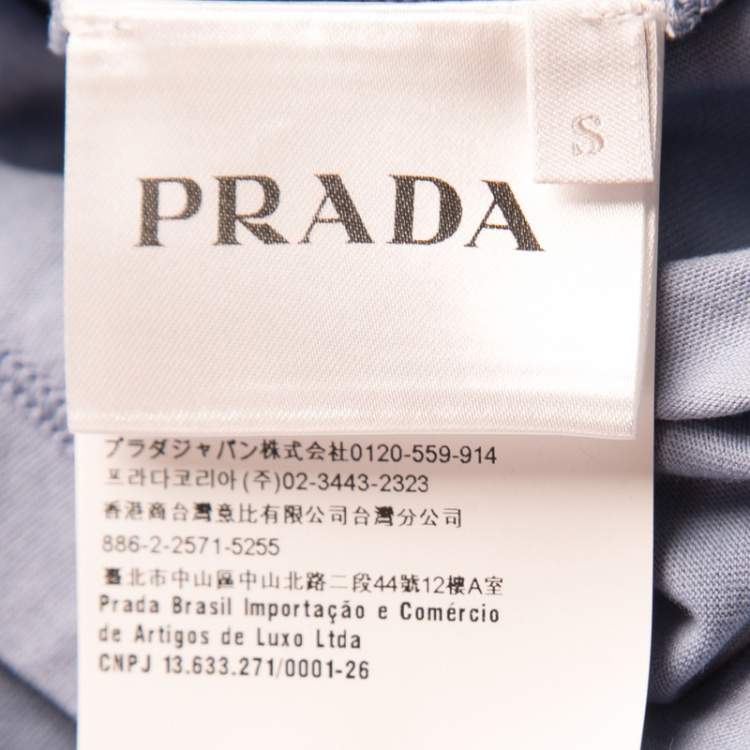 S
PRADA
プラダジャパン株式会社0120-559-914
프라다코리아(주)02-3443-2323
香港商台灣意比有限公司台灣分公司
886-2-2571-5255
臺北市中山區中山北路二段44號12樓A室
Prada Brasil Importação e Comércio
de Artigos de Luxo Ltda
CNPJ 13.633.271/0001-26